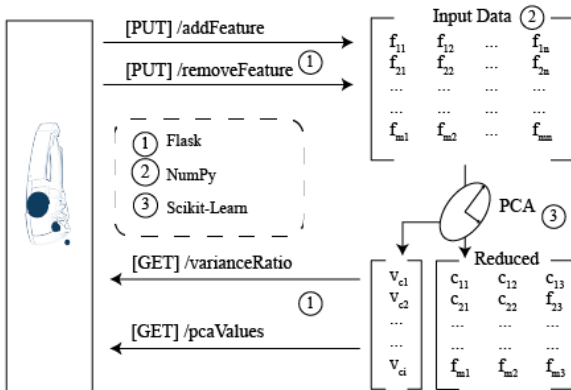 [PUT] /addFeature
[PUT] /removeFeature 1
Input Data 2
f11 f12 ... f1n
f21 f22 ... f2n
... ... ... ...
... ... ...
fm1 fm2 ... fmm
1 Flask
2 NumPy
3 Scikit-Learn
PCA 3
[GET] /varianceRatio
1
[GET] /pcaValues
vc1
vc2
...
...
vci
Reduced
c11 c12 c13
c21 c22 f23
... ... ...
... ... ...
fm1 fm2 fm3